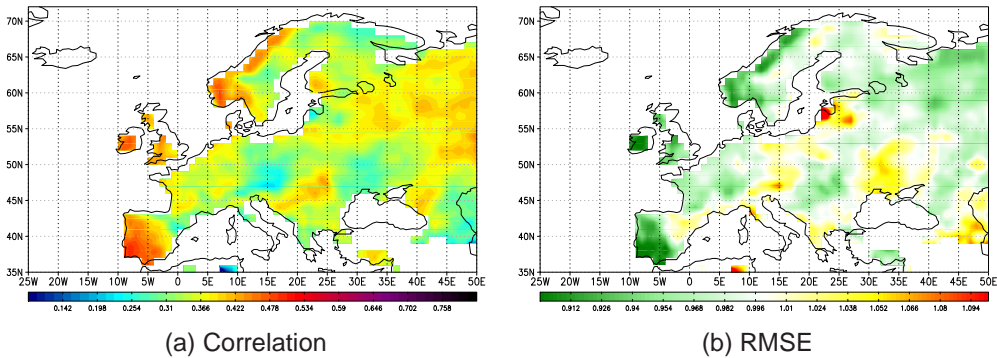 70N
65N
60N
55N
50N
45N
40N
35N
25W 20W 15W 10W 5W 0 5E 10E 15E 20E 25E 30E 35E 40E 45E 50E
0.142 0.198 0.254 0.31 0.366 0.422 0.478 0.534 0.59 0.646 0.702 0.758
(a) Correlation
70N
65N
60N
55N
50N
45N
40N
35N
25W 20W 15W 10W 5W 0 5E 10E 15E 20E 25E 30E 35E 40E 45E 50E
0.912 0.926 0.94 0.954 0.968 0.982 0.996 1.01 1.024 1.038 1.052 1.066 1.08 1.094
(b) RMSE